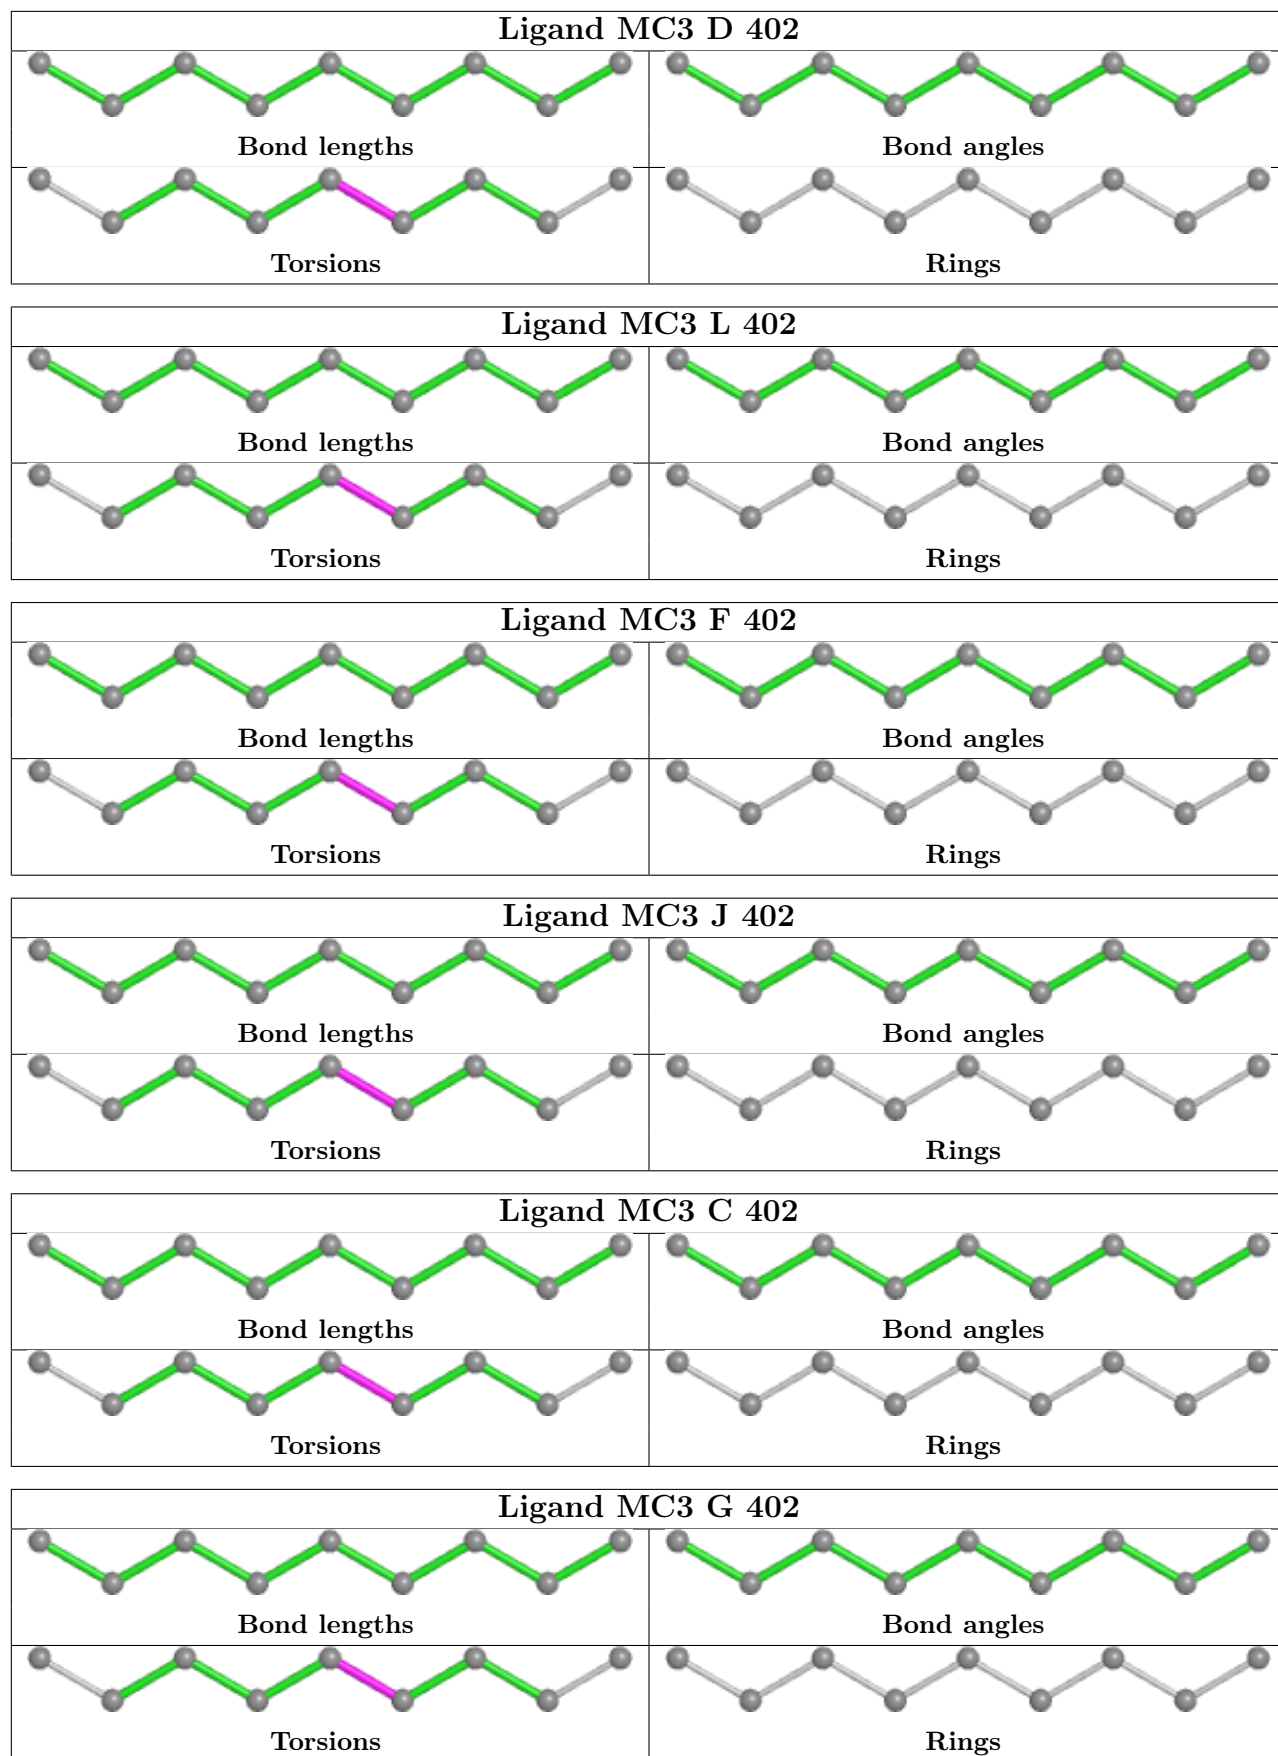 Ligand MC3 D 402
Bond lengths Bond angles
Torsions Rings
Ligand MC3 L 402
Bond lengths Bond angles
Torsions Rings
Ligand MC3 F 402
Bond lengths Bond angles
Torsions Rings
Ligand MC3 J 402
Bond lengths Bond angles
Torsions Rings
Ligand MC3 C 402
Bond lengths Bond angles
Torsions Rings
Ligand MC3 G 402
Bond lengths Bond angles
Torsions Rings